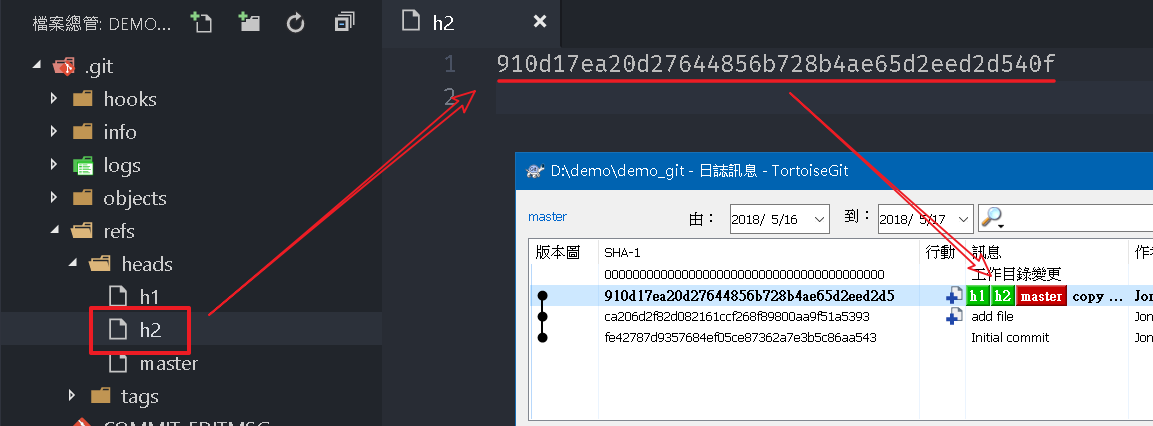 檔案總管: DEMO...
.git
hooks
info
logs
objects
refs
heads
h1
h2
master
tags
COMMIT_EDITMSG
h2
1 910d17ea20d27644856b728b4ae65d2eed2d540f
2
D:\demo\demo_git - 日誌訊息 - TortoiseGit
master 由： 2018/ 5/16 到： 2018/ 5/17
版本圖 SHA-1 行動 訊息 作者
0000000000000000000000000000000000000000 工作目錄變更
910d17ea20d27644856b728b4ae65d2eed2d5 h1 h2 master copy ... Jon
ca206d2f82d082161ccf268f89800aa9f51a5393 add file Jon
fe42787d9357684ef05ce87362a7e3b5c86aa543 Initial commit Jon